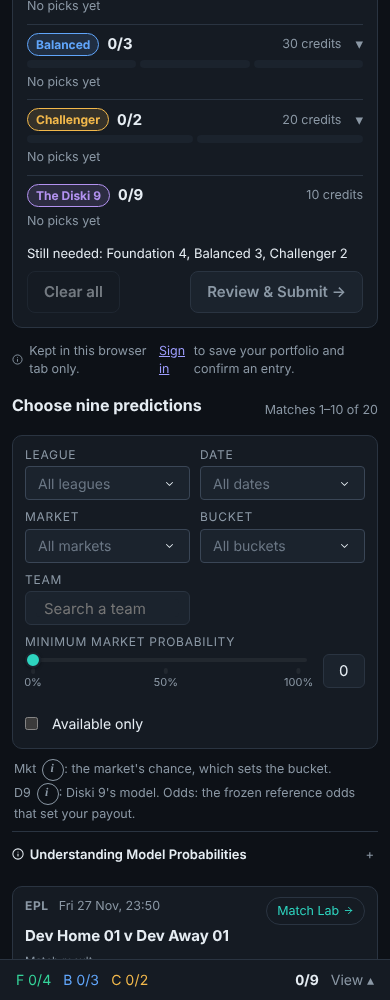 No picks yet
Balanced 0/3 30 credits ▼
No picks yet
Challenger 0/2 20 credits ▼
No picks yet
The Diski 9 0/9 10 credits
No picks yet
Still needed: Foundation 4, Balanced 3, Challenger 2
Clear all Review & Submit →
Kept in this browser tab only. Sign in to save your portfolio and confirm an entry.
Choose nine predictions Matches 1–10 of 20
LEAGUE DATE
All leagues All dates
MARKET BUCKET
All markets All buckets
TEAM
Search a team
MINIMUM MARKET PROBABILITY
0
0% 50% 100%
Available only
Mkt i: the market's chance, which sets the bucket.
D9 i: Diski 9's model. Odds: the frozen reference odds
that set your payout.
Understanding Model Probabilities +
EPL Fri 27 Nov, 23:50 Match Lab →
Dev Home 01 v Dev Away 01
F 0/4 B 0/3 C 0/2 0/9 View ▴